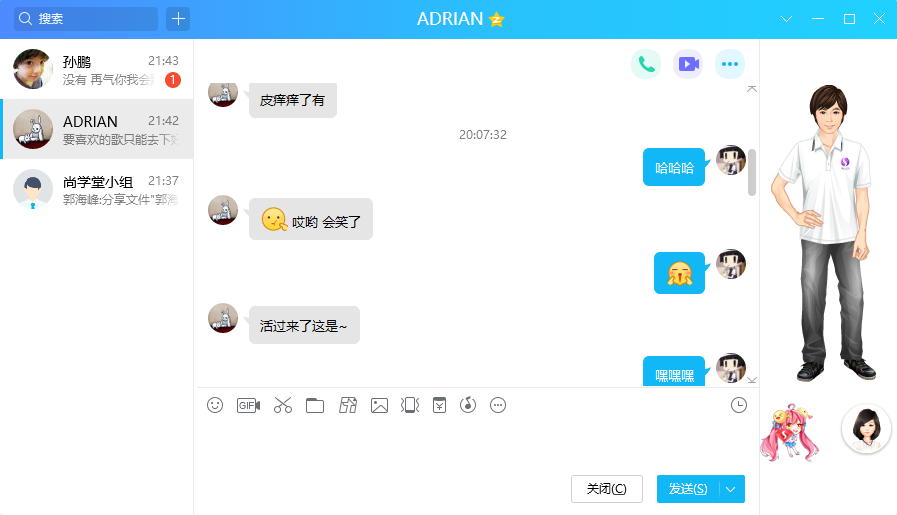 搜索
ADRIAN
孙鹏 21:43
没有 再气你我会 1
ADRIAN 21:42
要喜欢的歌只能去下
尚学堂小组 21:37
郭海峰:分享文件"郭海
皮痒痒了有
20:07:32
哈哈哈
哎哟 会笑了
活过来了这是~
嘿嘿嘿
GIF
关闭(C)
发送(S)